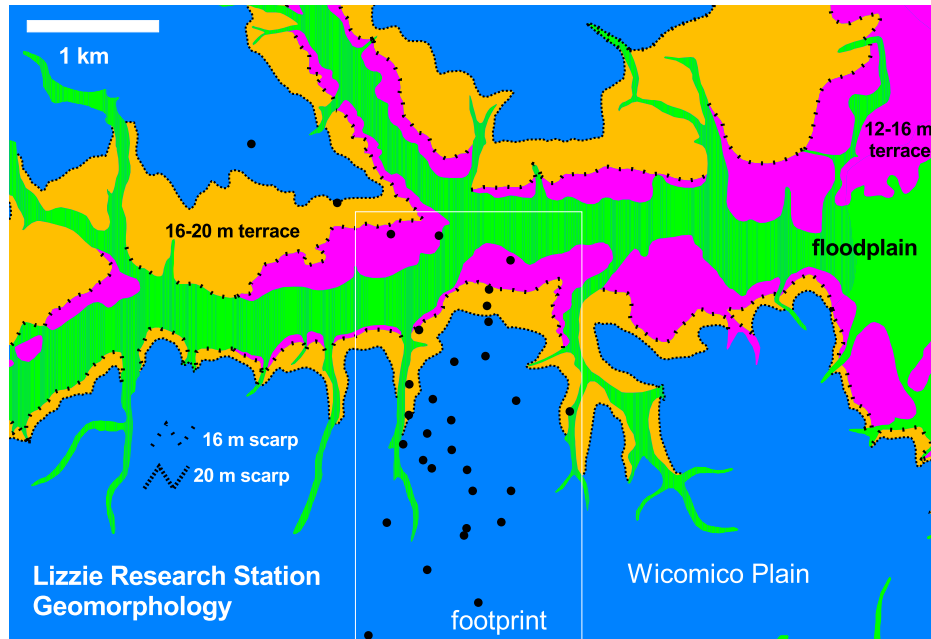 1 km
12-16 m
terrace
16-20 m terrace
floodplain
16 m scarp
20 m scarp
Lizzie Research Station
Geomorphology
Wicomico Plain
footprint